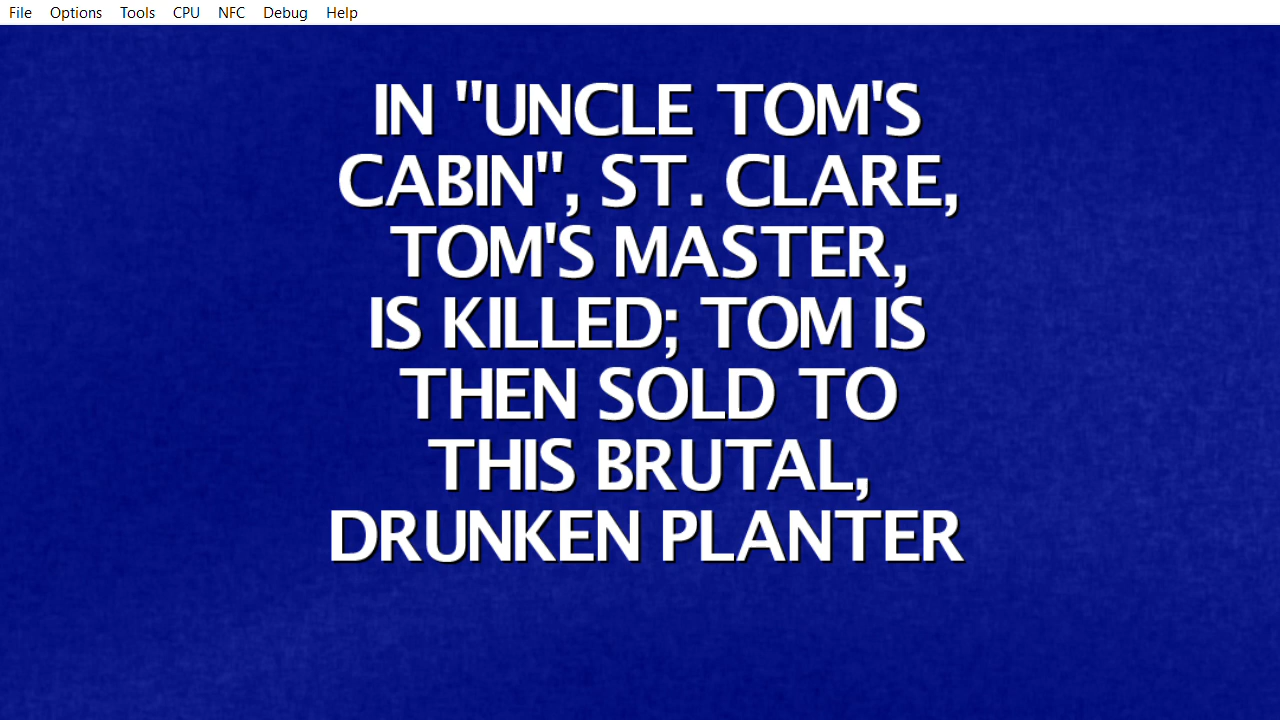 File Options Tools CPU NFC Debug Help
IN "UNCLE TOM'S
CABIN", ST. CLARE,
TOM'S MASTER,
IS KILLED; TOM IS
THEN SOLD TO
THIS BRUTAL,
DRUNKEN PLANTER